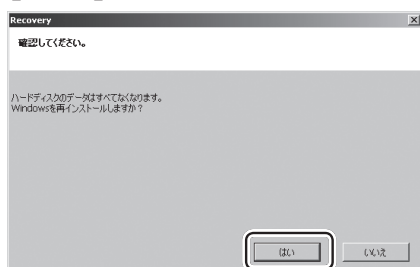 Recovery
確認してください。
ハードディスクのデータはすべてなくなります。
Windowsを再インストールしますか？
はい
いいえ